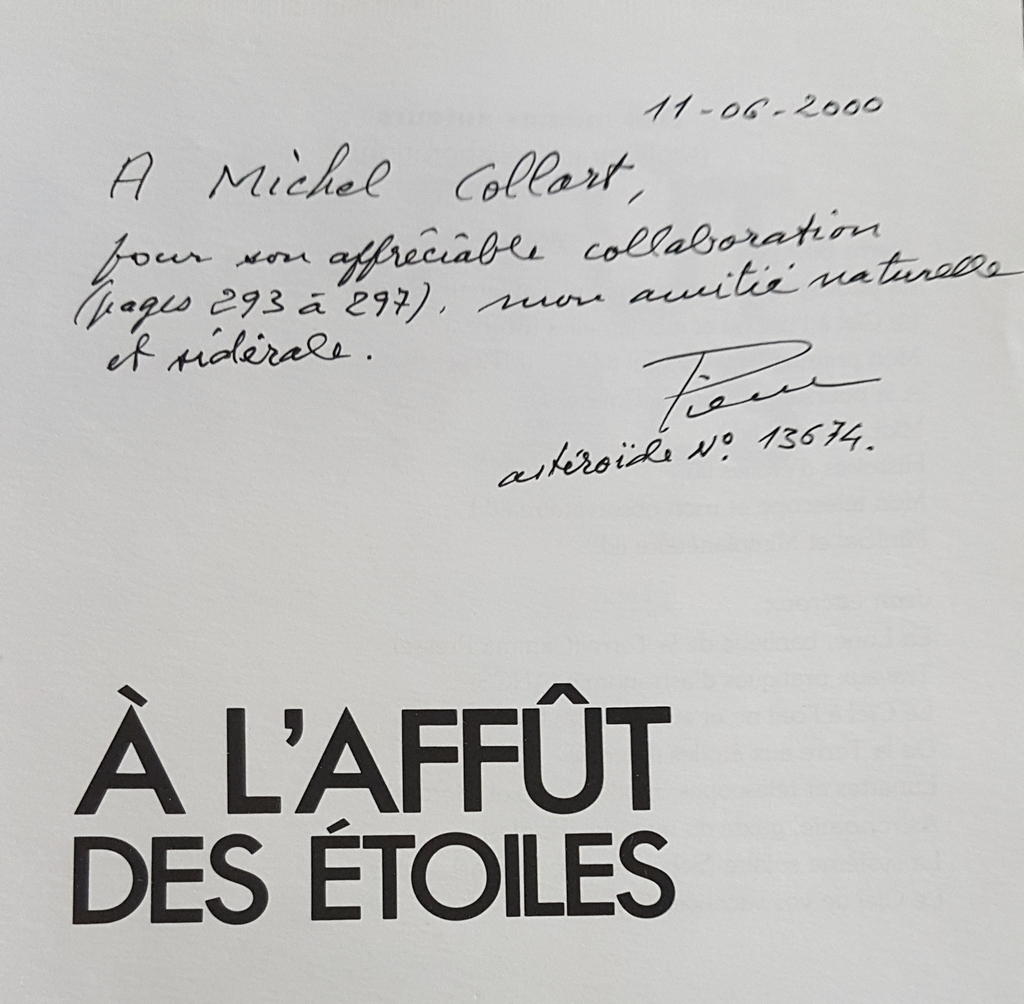 11-06-2000
A Michel Collart,
pour son appréciable collaboration
(pages 293 à 297), mon amitié naturelle
et sidérale.
Pierre
astéroïde N° 13674.
À L'AFFÛT
DES ÉTOILES